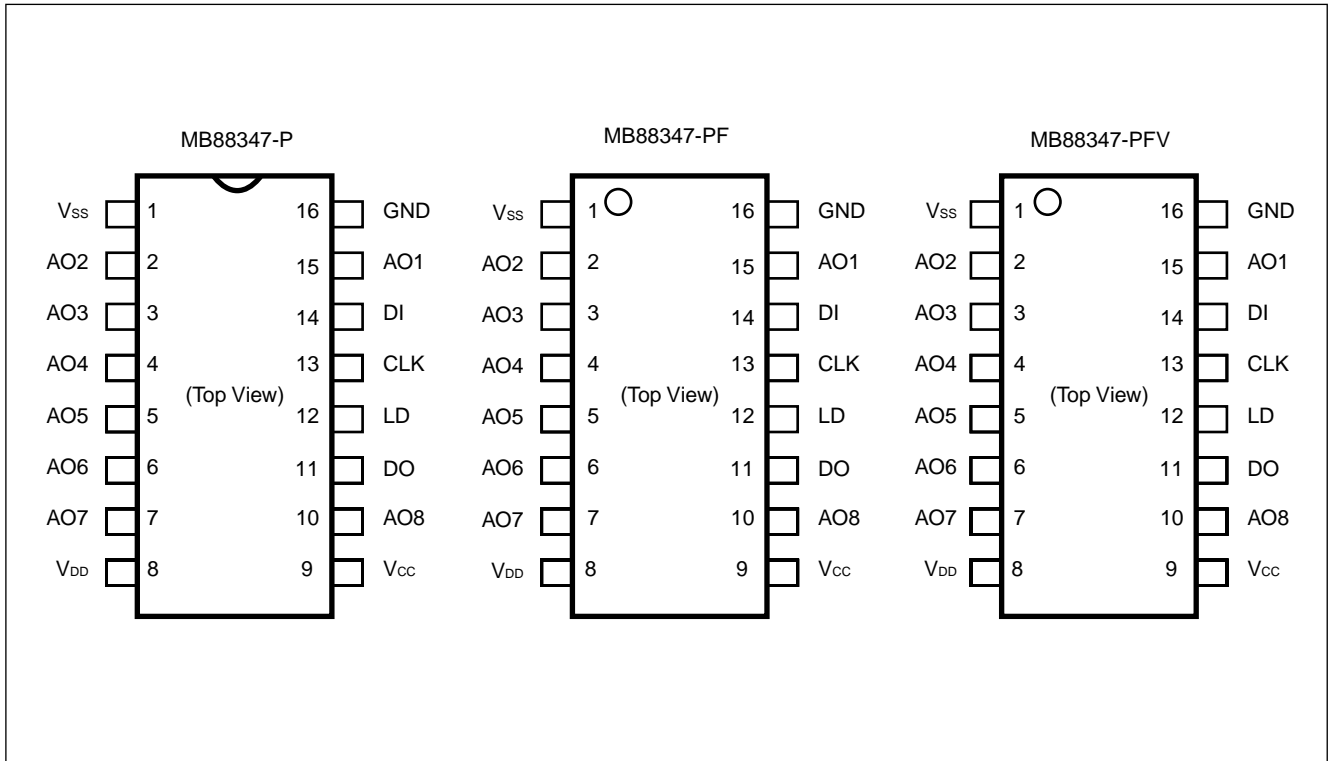 MB88347-P MB88347-PF MB88347-PFV
VSS 1 16 GND VSS 1 16 GND VSS 1 16 GND
AO2 2 15 AO1 AO2 2 15 AO1 AO2 2 15 AO1
AO3 3 14 DI AO3 3 14 DI AO3 3 14 DI
AO4 4 13 CLK AO4 4 13 CLK AO4 4 13 CLK
(Top View) (Top View) (Top View)
AO5 5 12 LD AO5 5 12 LD AO5 5 12 LD
AO6 6 11 DO AO6 6 11 DO AO6 6 11 DO
AO7 7 10 AO8 AO7 7 10 AO8 AO7 7 10 AO8
VDD 8 9 VCC VDD 8 9 VCC VDD 8 9 VCC